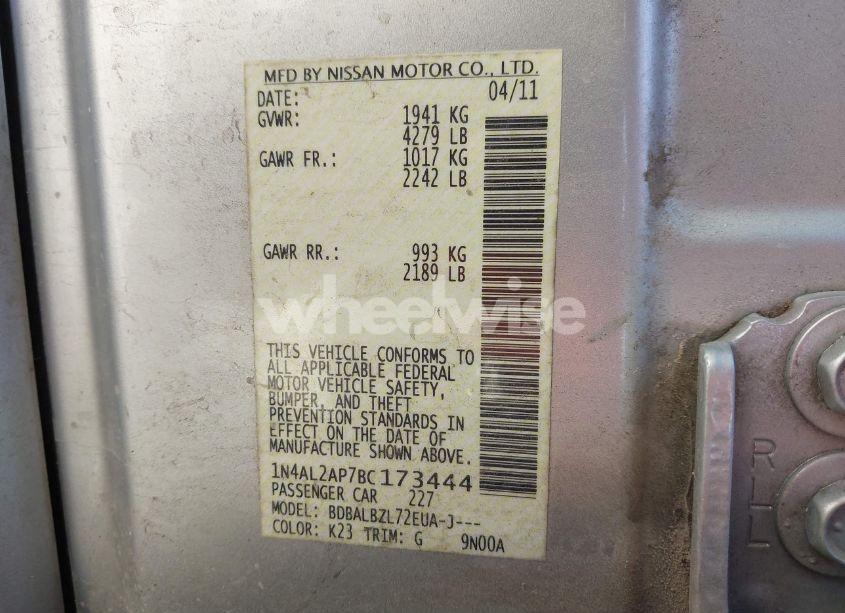 MFD BY NISSAN MOTOR CO., LTD.
DATE: 04/11
GVWR: 1941 KG
4279 LB
GAWR FR.: 1017 KG
2242 LB
GAWR RR.: 993 KG
2189 LB
wheelwise
THIS VEHICLE CONFORMS TO
ALL APPLICABLE FEDERAL
MOTOR VEHICLE SAFETY,
BUMPER, AND THEFT
PREVENTION STANDARDS IN
EFFECT ON THE DATE OF
MANUFACTURE SHOWN ABOVE.
1N4AL2AP7BC173444
PASSENGER CAR 227
MODEL: BDBALBZL72EUA-J---
COLOR: K23 TRIM: G 9N00A